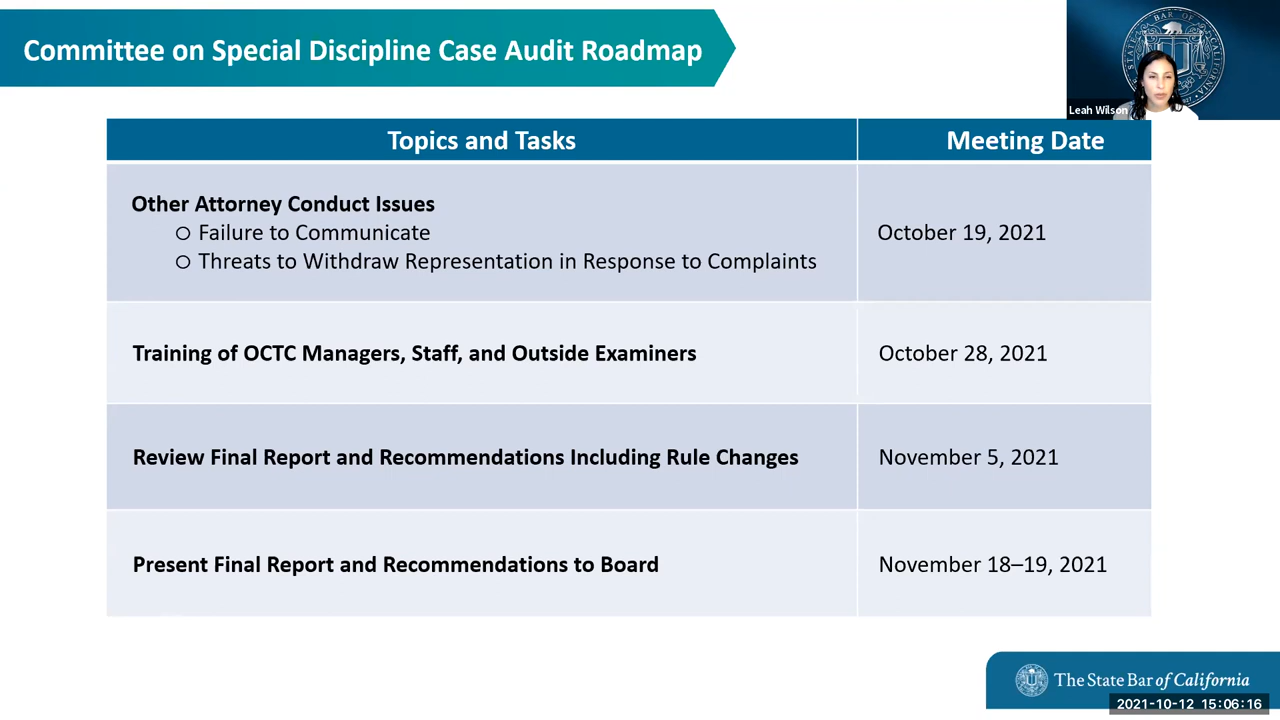 Committee on Special Discipline Case Audit Roadmap
STATE BAR OF CALIFORNIA
Leah Wilson
Topics and Tasks
Meeting Date
Other Attorney Conduct Issues
Failure to Communicate
Threats to Withdraw Representation in Response to Complaints
October 19, 2021
Training of OCTC Managers, Staff, and Outside Examiners
October 28, 2021
Review Final Report and Recommendations Including Rule Changes
November 5, 2021
Present Final Report and Recommendations to Board
November 18–19, 2021
The State Bar of California
2021-10-12 15:06:16